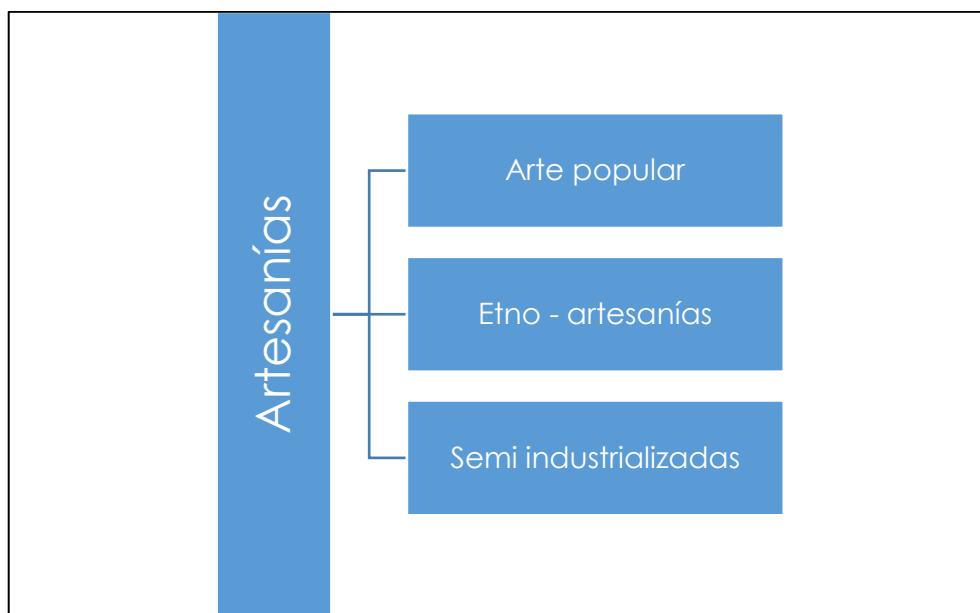 Artesanías
Arte popular
Etno - artesanías
Semi industrializadas